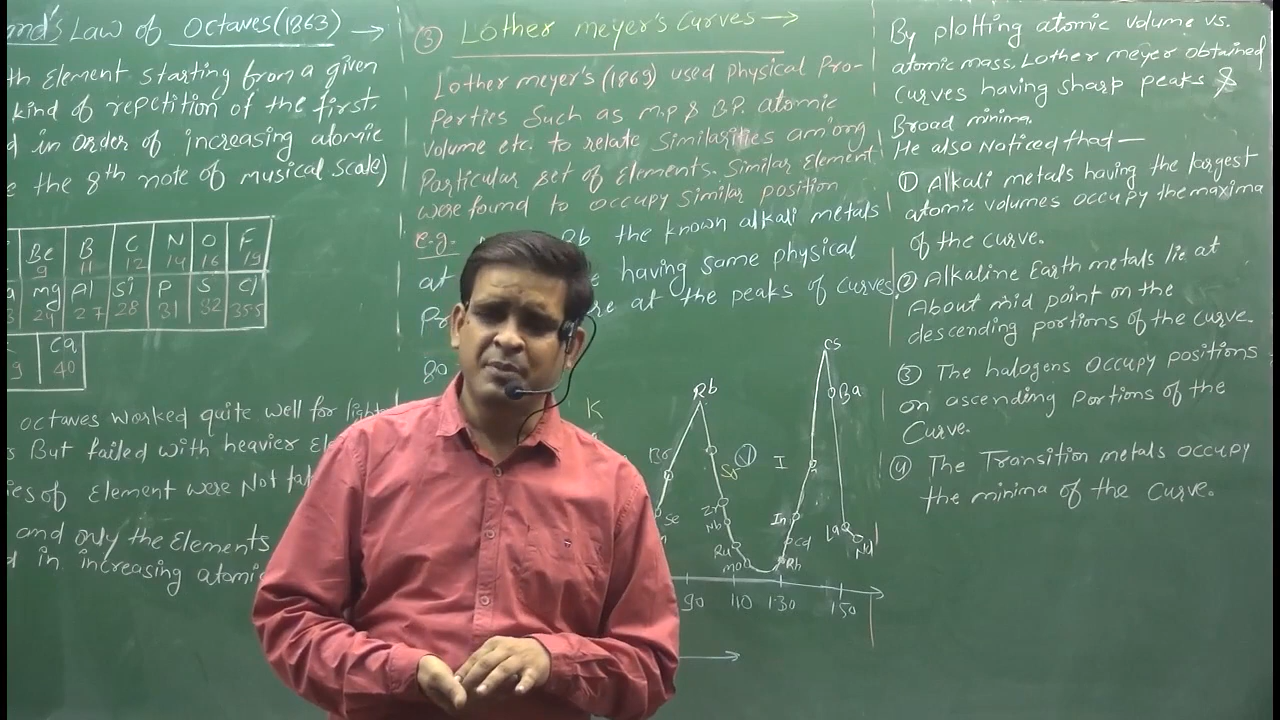 and's Law of octaves (1863) →
th Element starting from a given
kind of repetition of the first.
d in order of increasing atomic
e the 8th note of musical scale)
Be B C N O F
9 11 12 14 16 19
mg Al Si P S Cl
24 27 28 31 32 35.5
Ca
9 40
octaves worked quite well for light
s But failed with heavier El
ies of Element were Not
and only the Elements
d in increasing atomic
③ Lother meyer's Curves →
Lother meyer's (1869) used physical Pro-
perties Such as m.p & B.P. atomic
volume etc. to relate Similarities among
Particular set of Elements. Similar Element
were found to occupy Similar position
e.g. Rb the known alkali metals
at having same physical
Pr re at the peaks of curves.
80
K
Cs
Rb
Ba
Br
Sr
I
Se
Zr
Nb
In
La
Nd
Ru
Cd
mo
Rh
90 110 130 150
By plotting atomic volume vs.
atomic mass. Lother meyer obtained
curves having sharp peaks &
Broad minima.
He also Noticed that —
① Alkali metals having the largest
atomic volumes occupy the maxima
of the curve.
② Alkaline Earth metals lie at
About mid point on the
descending portions of the curve.
③ The halogens occupy positions
on ascending portions of the
Curve.
④ The Transition metals occupy
the minima of the curve.